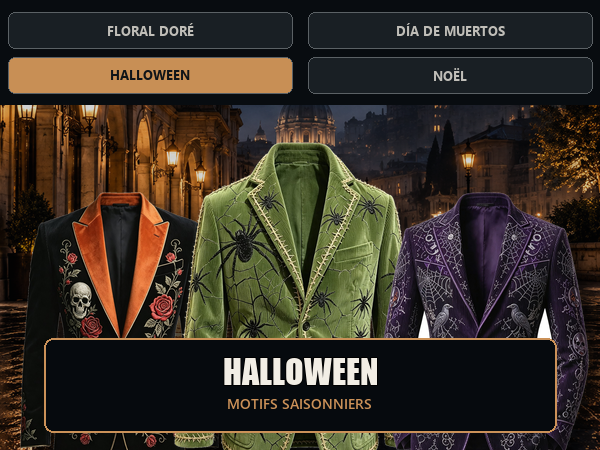 FLORAL DORÉ
DÍA DE MUERTOS
HALLOWEEN
NOËL
HALLOWEEN
MOTIFS SAISONNIERS